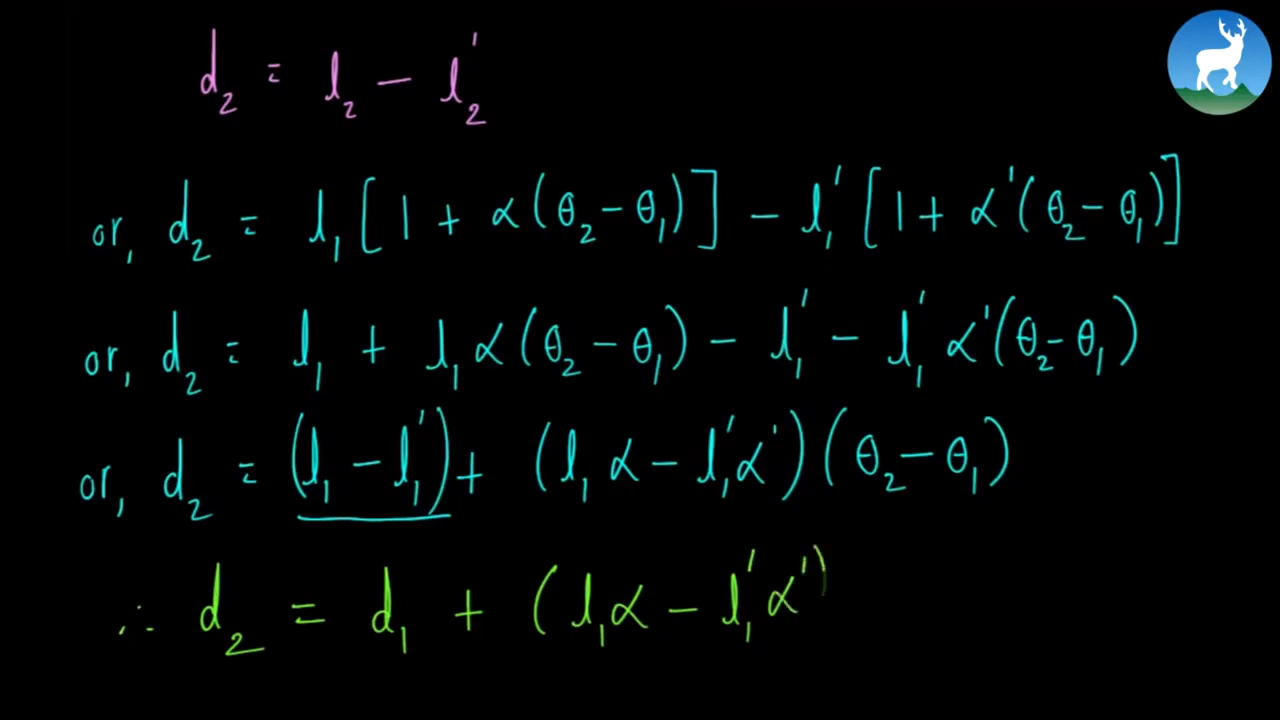 d₂ = l₂ − l₂'
or, d₂ = l₁[1 + α(θ₂ − θ₁)] − l₁'[1 + α'(θ₂ − θ₁)]
or, d₂ = l₁ + l₁α(θ₂ − θ₁) − l₁' − l₁'α'(θ₂ − θ₁)
or, d₂ = (l₁ − l₁') + (l₁α − l₁'α')(θ₂ − θ₁)
∴ d₂ = d₁ + (l₁α − l₁'α')